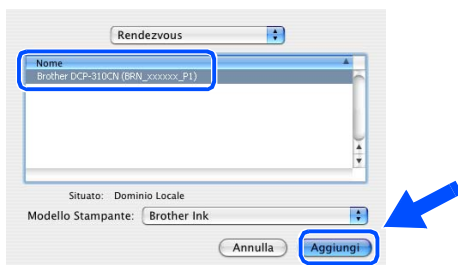 Rendezvous
Nome
Brother DCP-310CN (BRN_xxxxxx_P1)
Situato: Dominio Locale
Modello Stampante: Brother Ink
Annulla Aggiungi